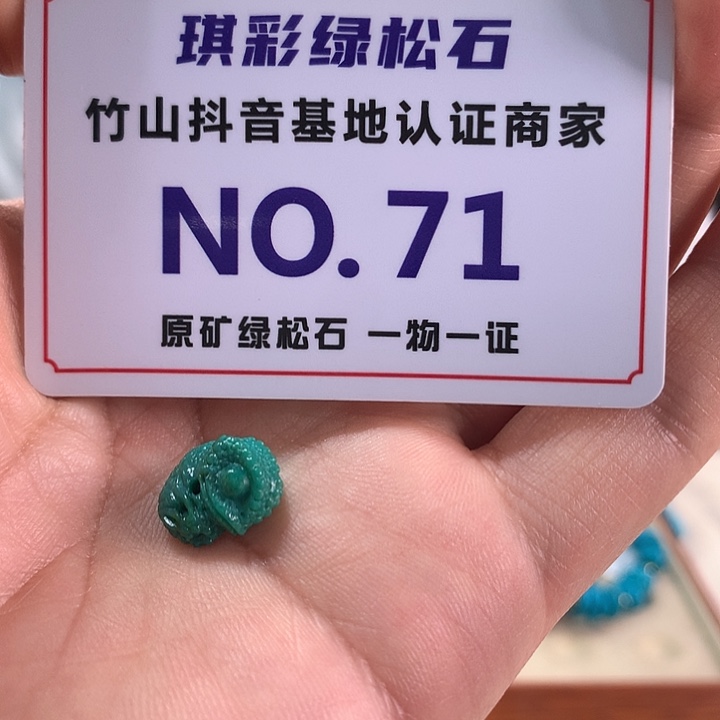 琪彩绿松石
竹山抖音基地认证商家
NO.71
原矿绿松石 一物一证